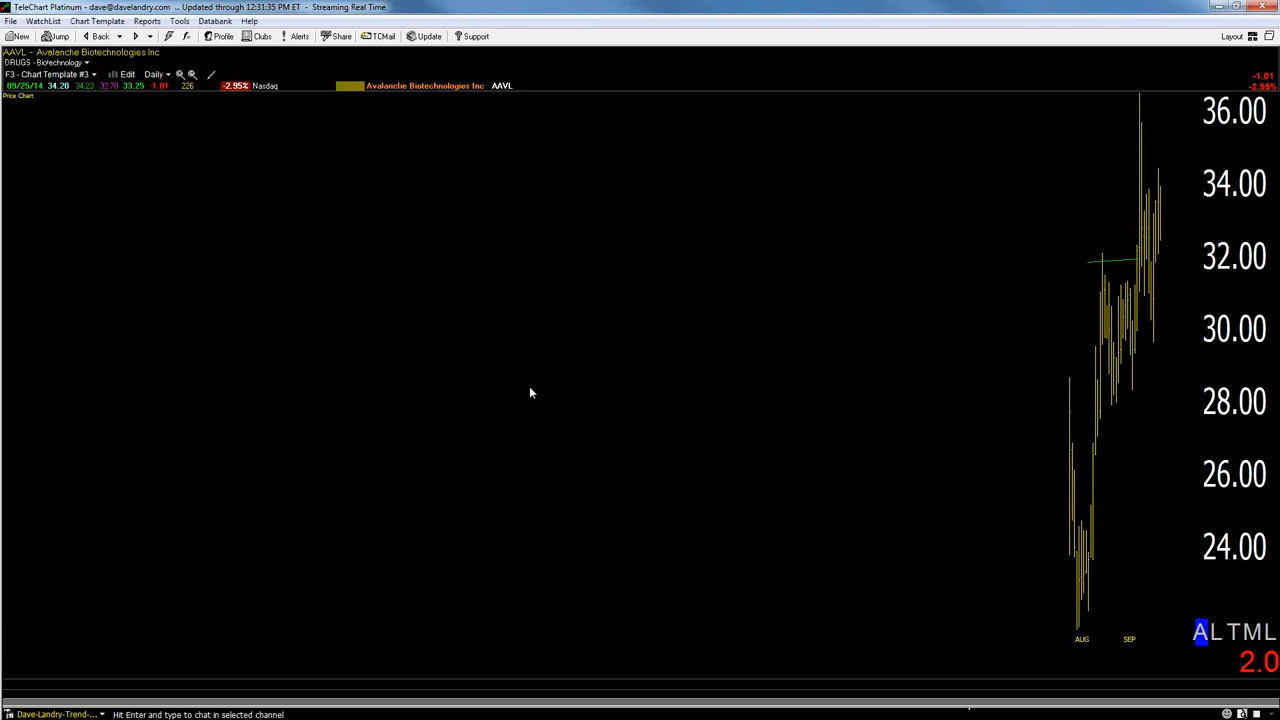 TeleChart Platinum - dave@davelandry.com ... Updated through 12:31:35 PM ET - Streaming Real Time
File WatchList Chart Template Reports Tools Databank Help
New Jump Back Profile Clubs Alerts Share TCMail Update Support Layout
AAVL - Avalanche Biotechnologies Inc
DRUGS - Biotechnology
F3 - Chart Template #3 Edit Daily -1.01
09/25/14 34.20 34.23 32.70 33.25 -1.01 226 -2.95% Nasdaq Avalanche Biotechnologies Inc AAVL -2.95%
Price Chart
36.00
34.00
32.00
30.00
28.00
26.00
24.00
ALTML
AUG SEP
2.0
Dave-Landry-Trend-... Hit Enter and type to chat in selected channel